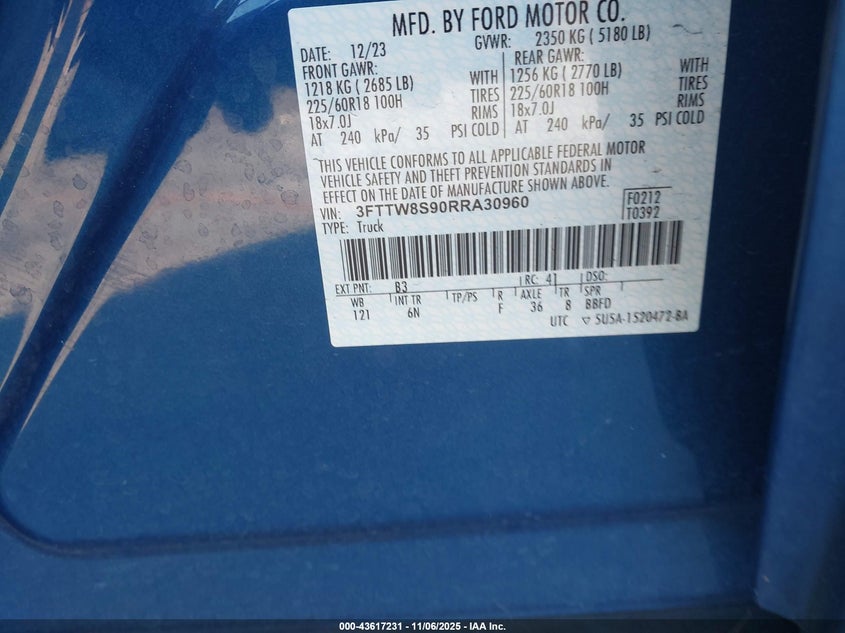 MFD. BY FORD MOTOR CO.
DATE: 12/23 GVWR: 2350 KG ( 5180 LB)
FRONT GAWR: REAR GAWR:
1218 KG ( 2685 LB) WITH 1256 KG ( 2770 LB) WITH
225/60R18 100H TIRES 225/60R18 100H TIRES
18x7.0J RIMS 18x7.0J RIMS
AT 240 kPa/ 35 PSI COLD AT 240 kPa/ 35 PSI COLD
THIS VEHICLE CONFORMS TO ALL APPLICABLE FEDERAL MOTOR
VEHICLE SAFETY AND THEFT PREVENTION STANDARDS IN
EFFECT ON THE DATE OF MANUFACTURE SHOWN ABOVE.
VIN: 3FTTW8S90RRA30960 F0212
TYPE: Truck T0392
EXT PNT: B3 RC: 41 DSO:
WB INT TR TP/PS R AXLE TR SPR
121 6N F 36 8 BBFD
UTC SU5A-1520472-BA
000-43617231 - 11/06/2025 - IAA Inc.